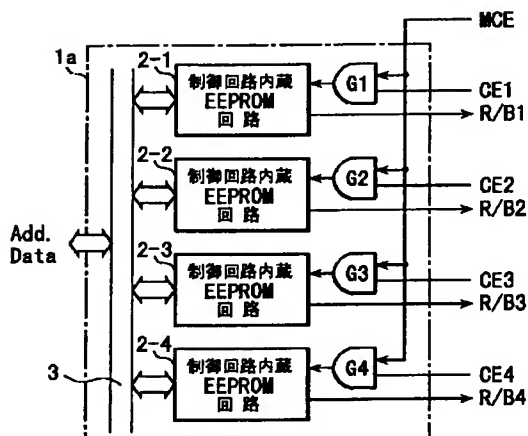 MCE
1a
2-1
制御回路内蔵
EEPROM
回路
G1
CE1
R/B1
2-2
制御回路内蔵
EEPROM
回路
G2
CE2
R/B2
Add.
Data
2-3
制御回路内蔵
EEPROM
回路
G3
CE3
R/B3
3
2-4
制御回路内蔵
EEPROM
回路
G4
CE4
R/B4